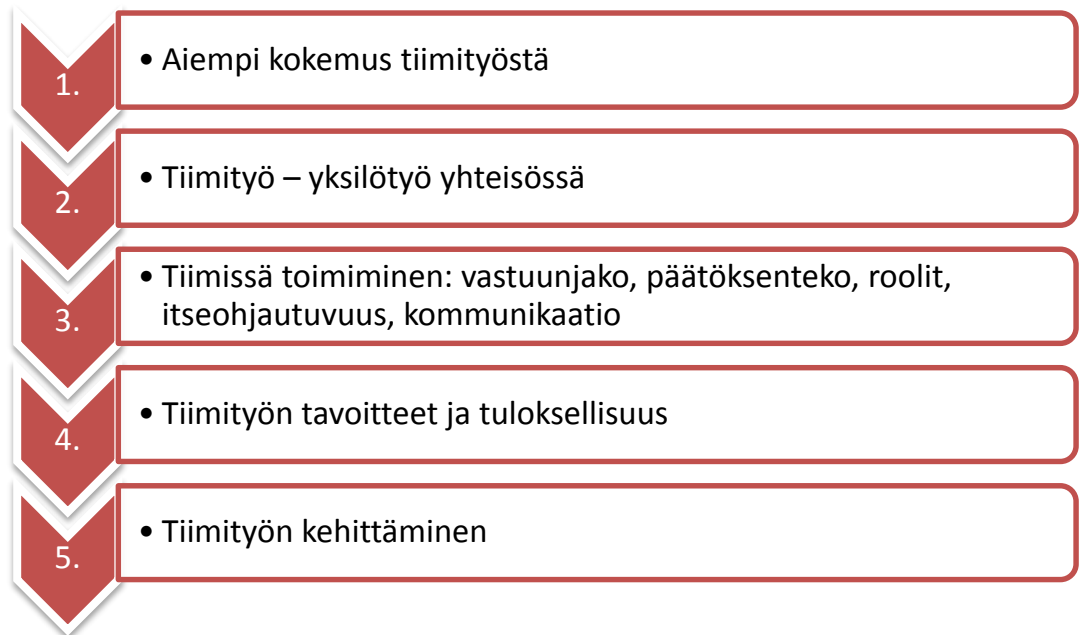 1.
• Aiempi kokemus tiimityöstä
2.
• Tiimityö – yksilötyö yhteisössä
3.
• Tiimissä toimiminen: vastuunjako, päätöksenteko, roolit,
itseohjautuvuus, kommunikaatio
4.
• Tiimityön tavoitteet ja tuloksellisuus
5.
• Tiimityön kehittäminen